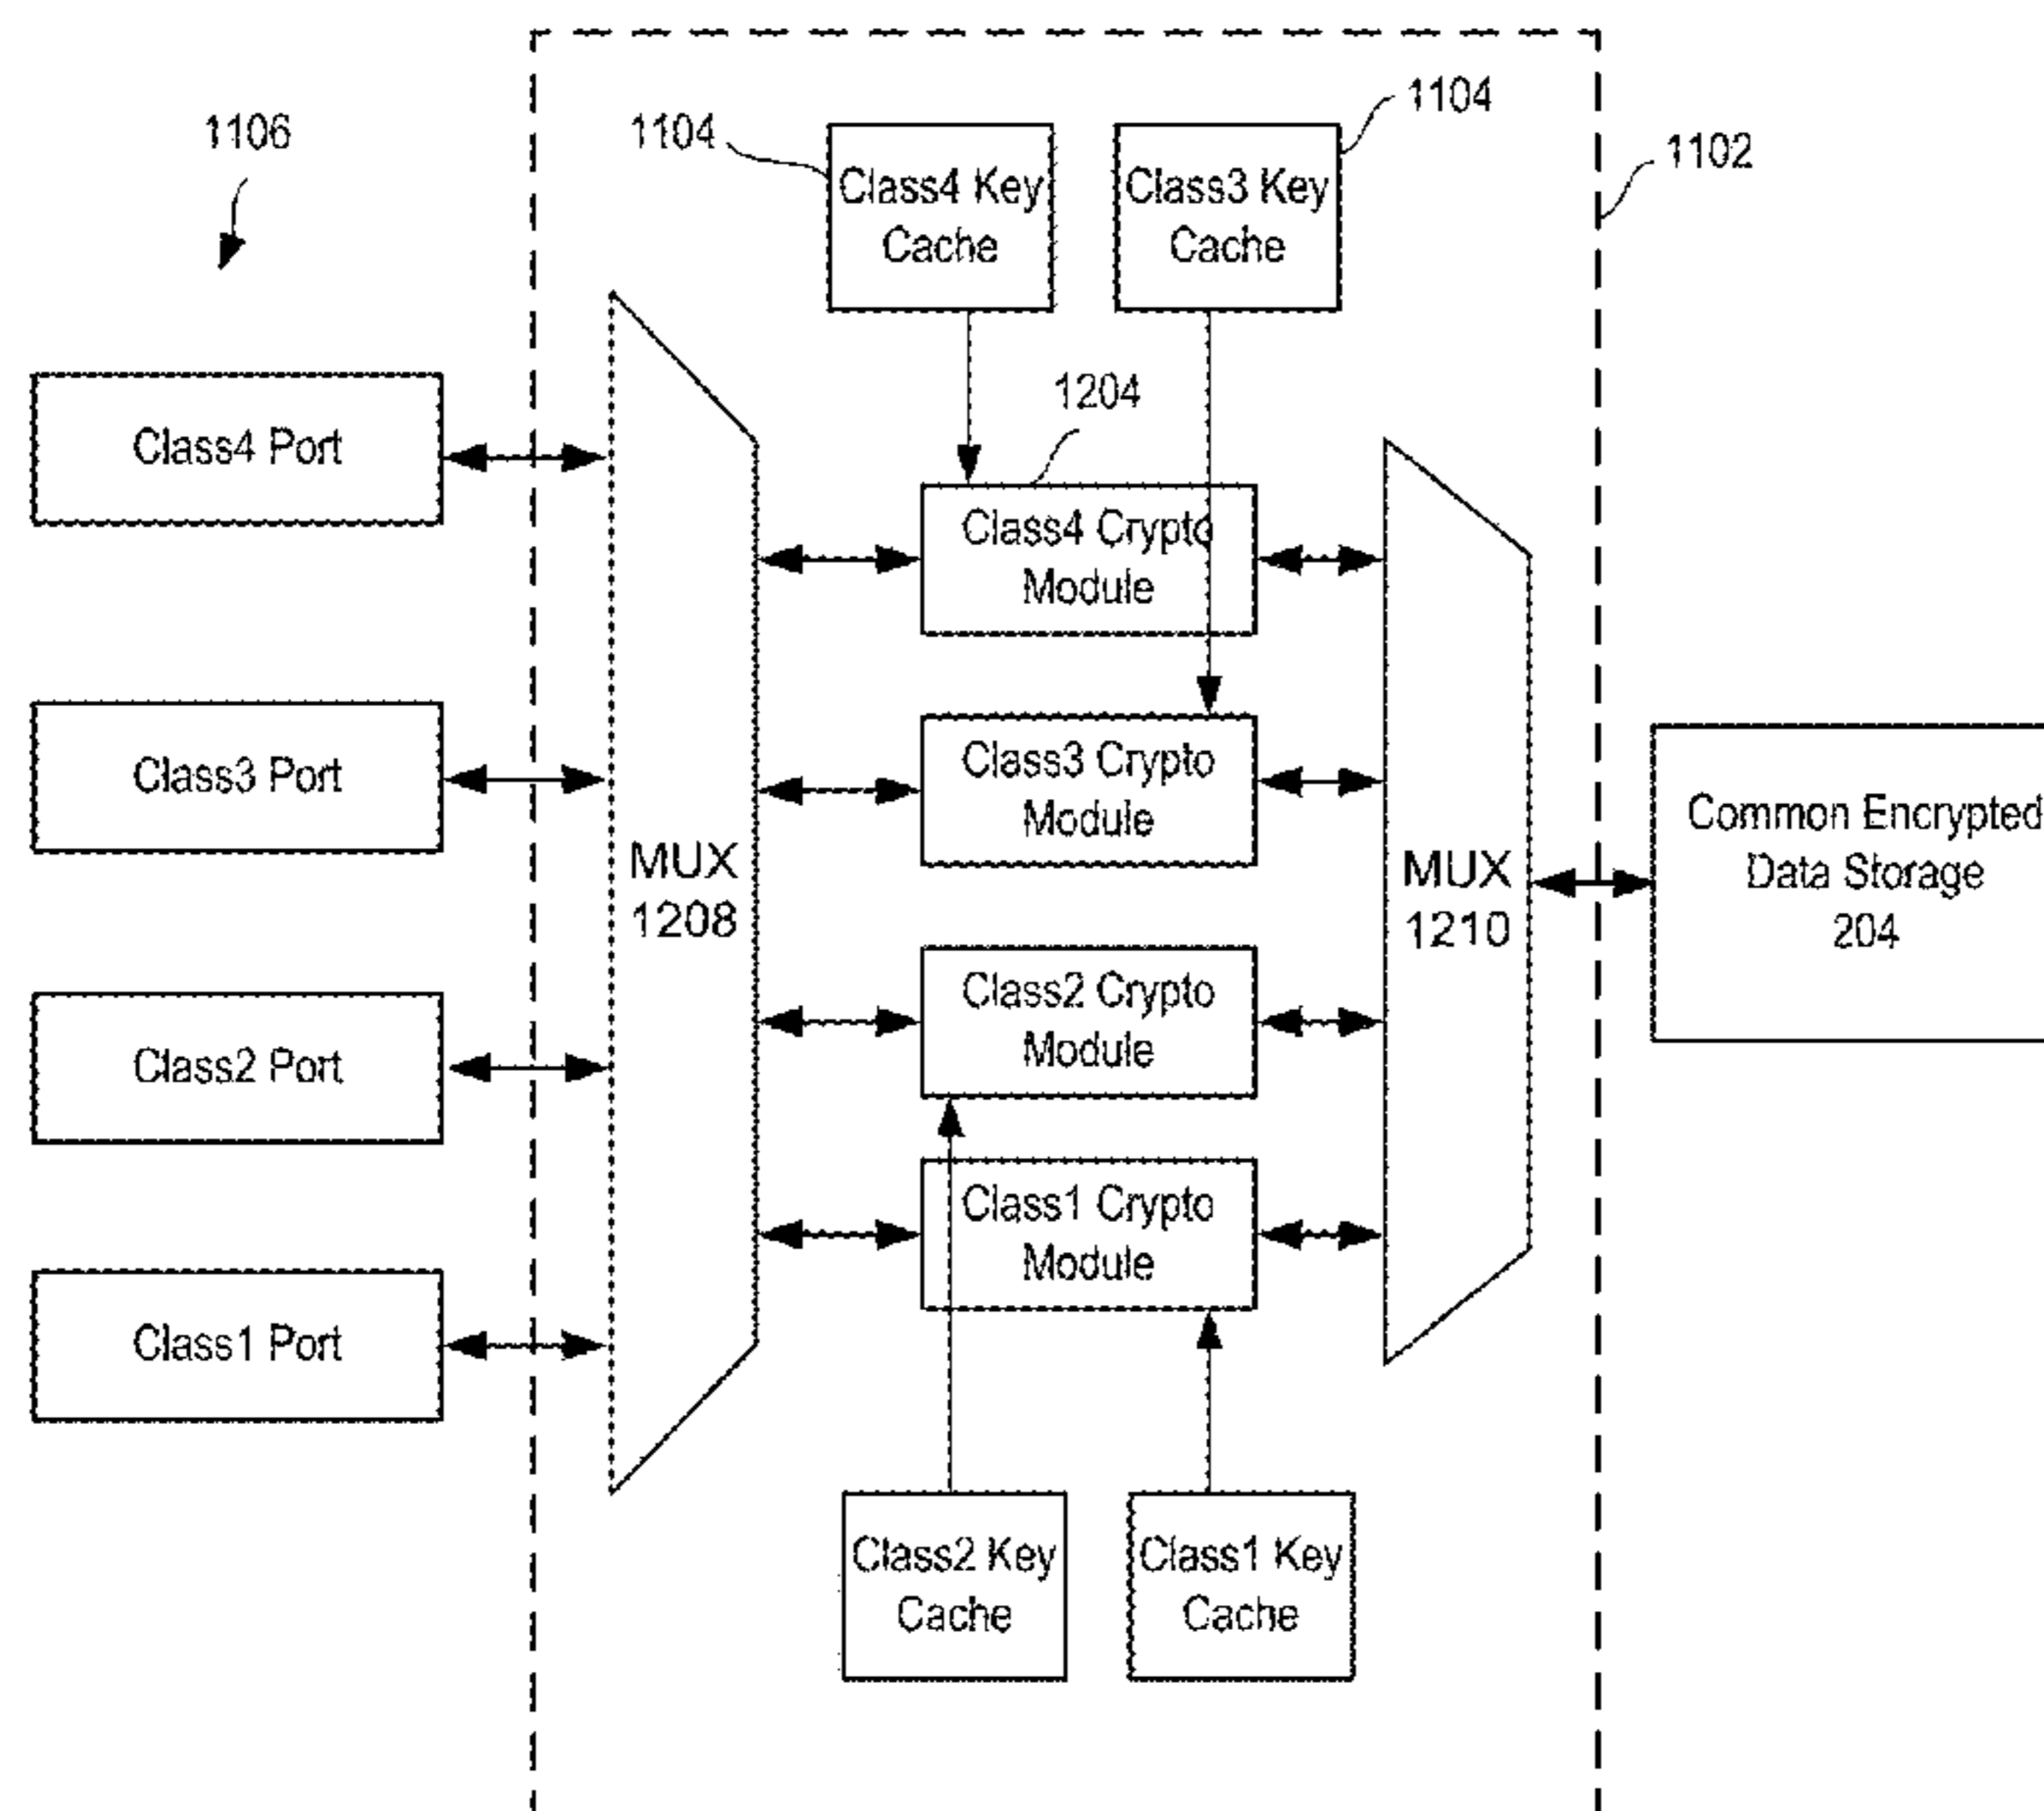 1106
1104
1104
1102
Class4 Key
Cache
Class3 Key
Cache
1204
Class4 Port
Class4 Crypto
Module
Class3 Port
Class3 Crypto
Module
MUX
1208
MUX
1210
Common Encrypted
Data Storage
204
Class2 Port
Class2 Crypto
Module
Class1 Port
Class1 Crypto
Module
Class2 Key
Cache
Class1 Key
Cache